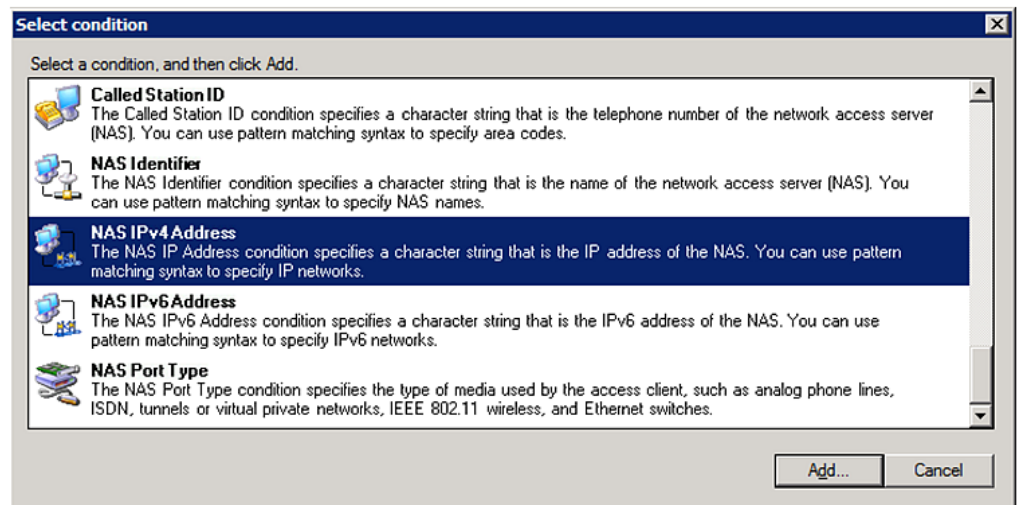 Select condition
Select a condition, and then click Add.
Called Station ID
The Called Station ID condition specifies a character string that is the telephone number of the network access server
(NAS). You can use pattern matching syntax to specify area codes.
NAS Identifier
The NAS Identifier condition specifies a character string that is the name of the network access server (NAS). You
can use pattern matching syntax to specify NAS names.
NAS IPv4 Address
The NAS IP Address condition specifies a character string that is the IP address of the NAS. You can use pattern
matching syntax to specify IP networks.
NAS IPv6 Address
The NAS IPv6 Address condition specifies a character string that is the IPv6 address of the NAS. You can use
pattern matching syntax to specify IPv6 networks.
NAS Port Type
The NAS Port Type condition specifies the type of media used by the access client, such as analog phone lines,
ISDN, tunnels or virtual private networks, IEEE 802.11 wireless, and Ethernet switches.
Add... Cancel